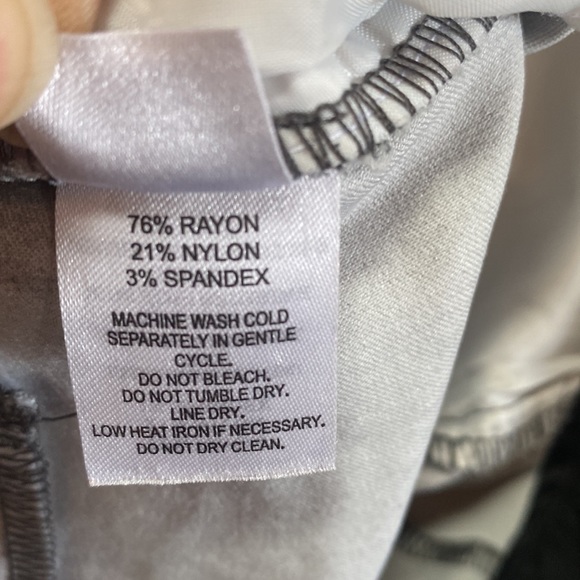 76% RAYON
21% NYLON
3% SPANDEX
MACHINE WASH COLD
SEPARATELY IN GENTLE
CYCLE.
DO NOT BLEACH.
DO NOT TUMBLE DRY.
LINE DRY.
LOW HEAT IRON IF NECESSARY.
DO NOT DRY CLEAN.